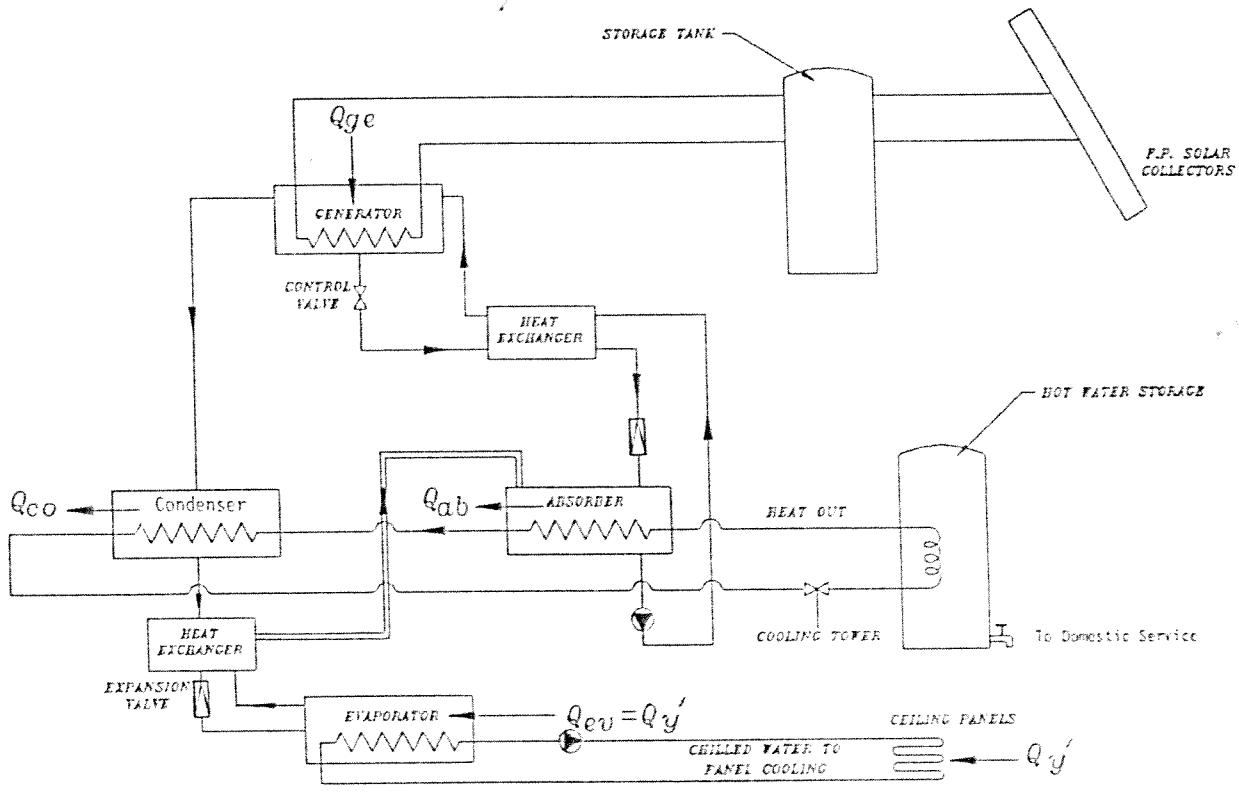 STORAGE TANK
Qge
F.P. SOLAR
COLLECTORS
GENERATOR
CONTROL
VALVE
HEAT
EXCHANGER
HOT WATER STORAGE
Qco
Condenser
Qab
ABSORBER
HEAT OUT
HEAT
EXCHANGER
COOLING TOWER
To Domestic Service
EXPANSION
VALVE
EVAPORATOR
Qev = Qy'
CEILING PANELS
CHILLED WATER TO
PANEL COOLING
Qy'